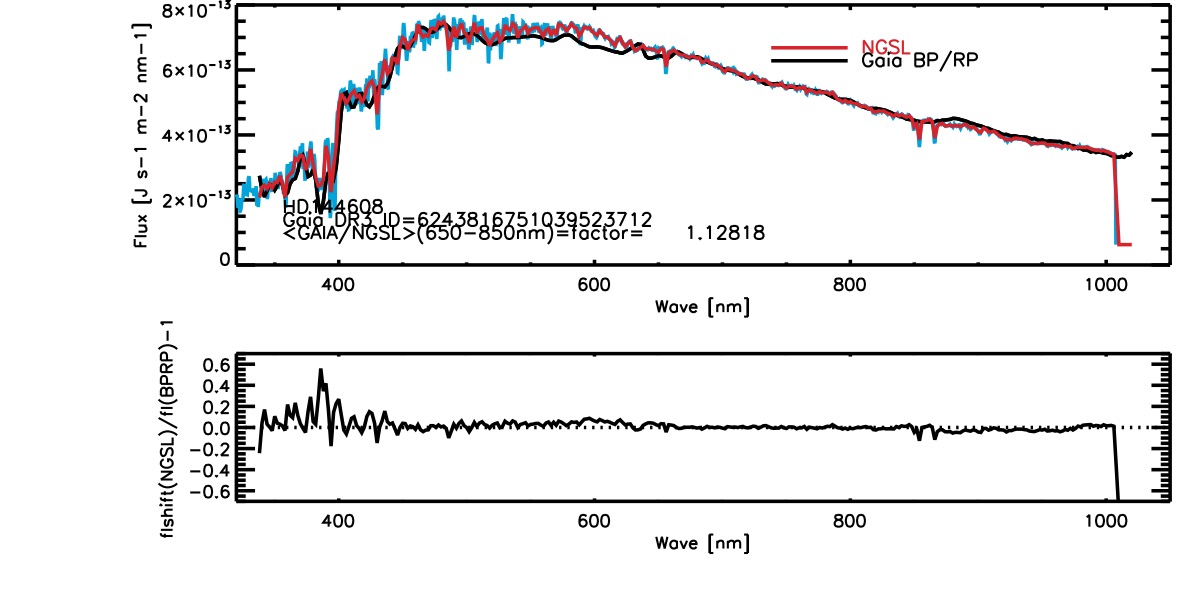 8×10−13
6×10−13
4×10−13
2×10−13
0
Flux [J s−1 m−2 nm−1]
NGSL
Gaia BP/RP
HD144608
Gaia DR3 ID=6243816751039523712
<GAIA/NGSL>(650−850nm)=factor= 1.12818
400 600 800 1000
Wave [nm]
flshift(NGSL)/fl(BPRP)−1
0.6
0.4
0.2
0.0
−0.2
−0.4
−0.6
400 600 800 1000
Wave [nm]